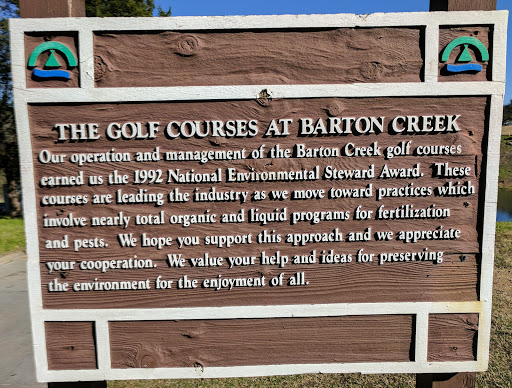 THE GOLF COURSES AT BARTON CREEK
Our operation and management of the Barton Creek golf courses
earned us the 1992 National Environmental Steward Award. These
courses are leading the industry as we move toward practices which
involve nearly total organic and liquid programs for fertilization
and pests. We hope you support this approach and we appreciate
your cooperation. We value your help and ideas for preserving
the environment for the enjoyment of all.